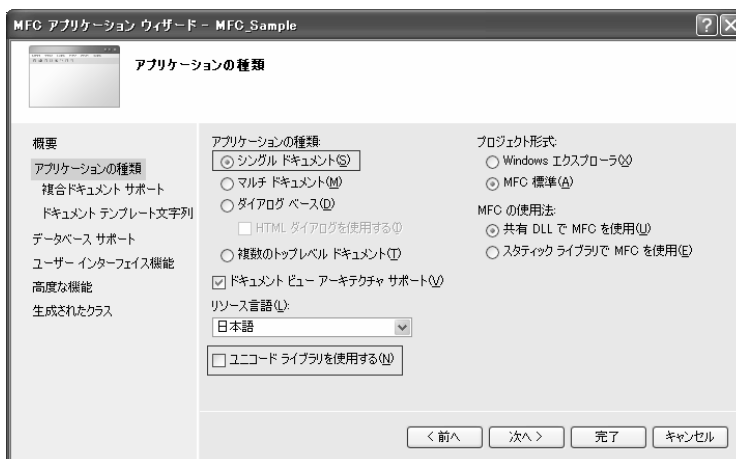 MFC アプリケーション ウィザード - MFC_Sample
アプリケーションの種類
概要
アプリケーションの種類
複合ドキュメント サポート
ドキュメント テンプレート文字列
データベース サポート
ユーザー インターフェイス機能
高度な機能
生成されたクラス
アプリケーションの種類:
シングル ドキュメント(S)
マルチ ドキュメント(M)
ダイアログ ベース(D)
HTML ダイアログを使用する(I)
複数のトップレベル ドキュメント(T)
ドキュメント ビュー アーキテクチャ サポート(V)
リソース言語(L):
日本語
ユニコード ライブラリを使用する(N)
プロジェクト形式:
Windows エクスプローラ(X)
MFC 標準(A)
MFC の使用法:
共有 DLL で MFC を使用(U)
スタティック ライブラリで MFC を使用(E)
< 前へ
次へ >
完了
キャンセル